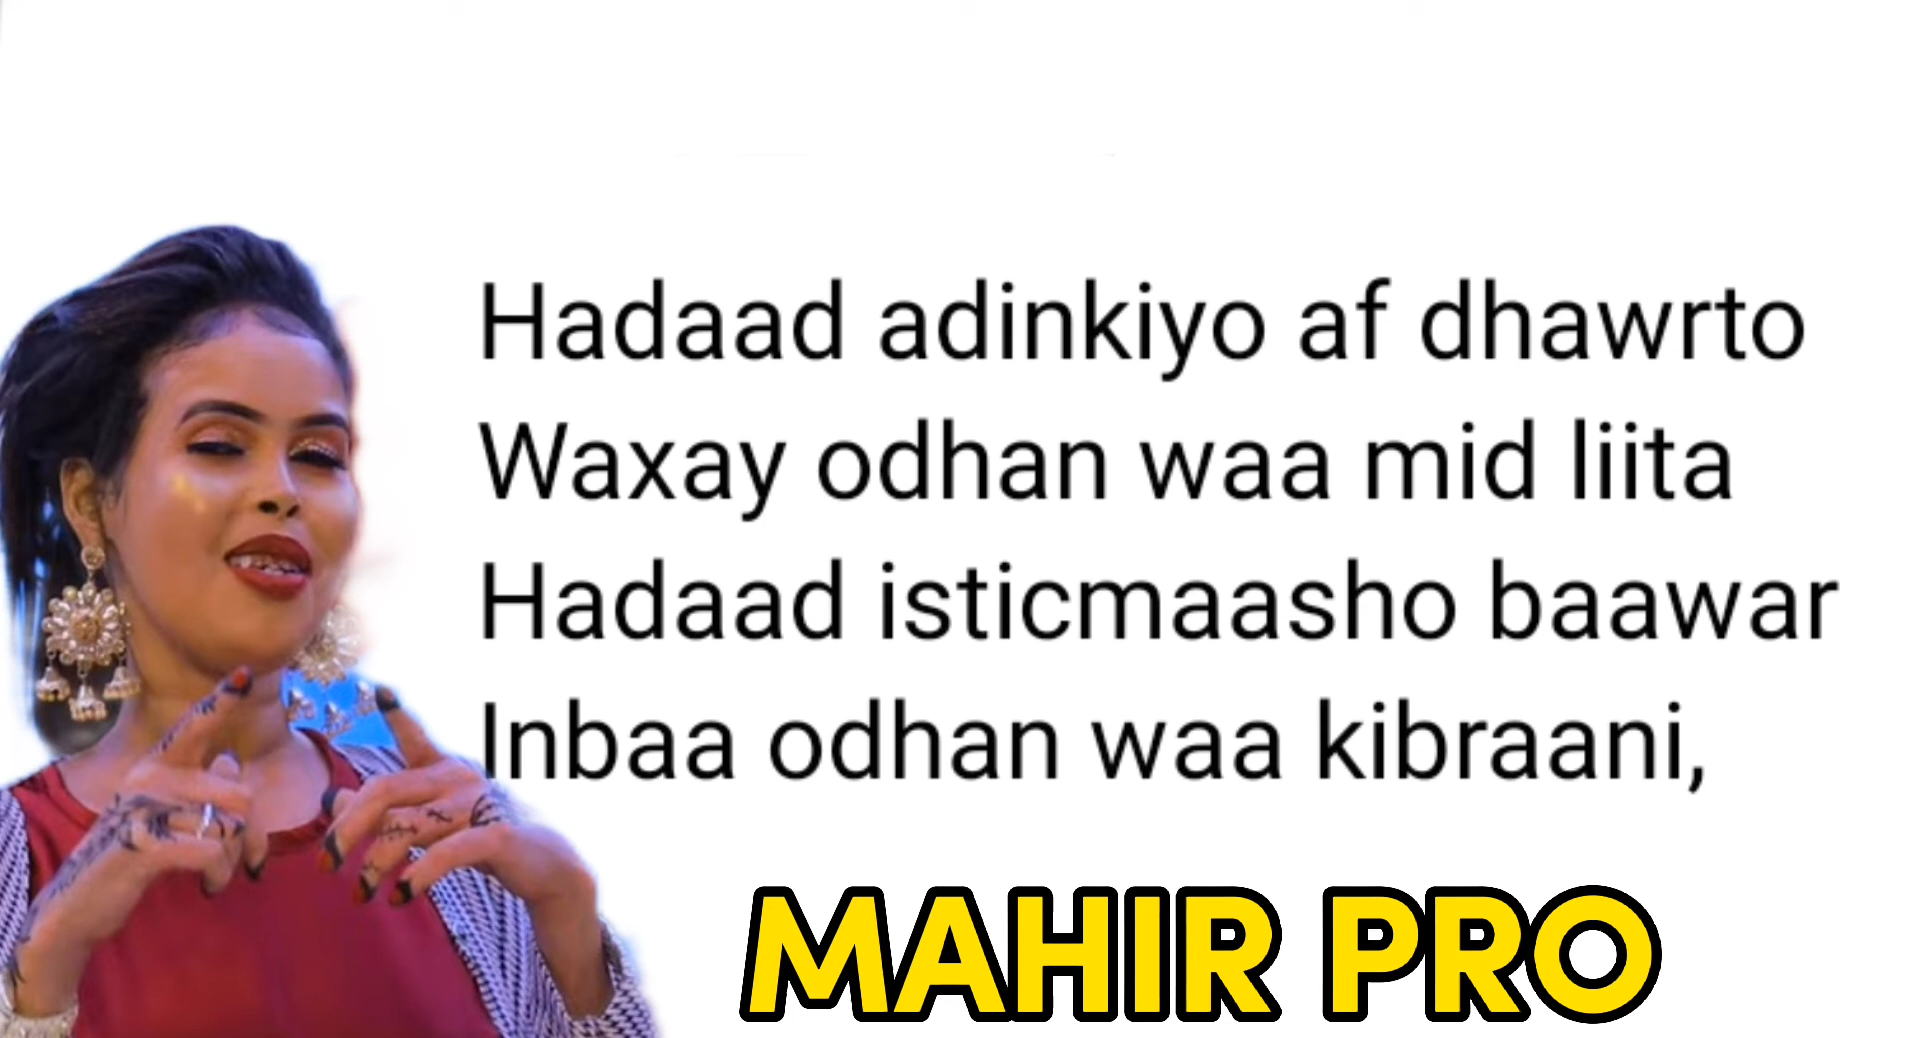 Hadaad adinkiyo af dhawrto
Waxay odhan waa mid liita
Hadaad isticmaasho baawar
Inbaa odhan waa kibraani,
MAHIR PRO